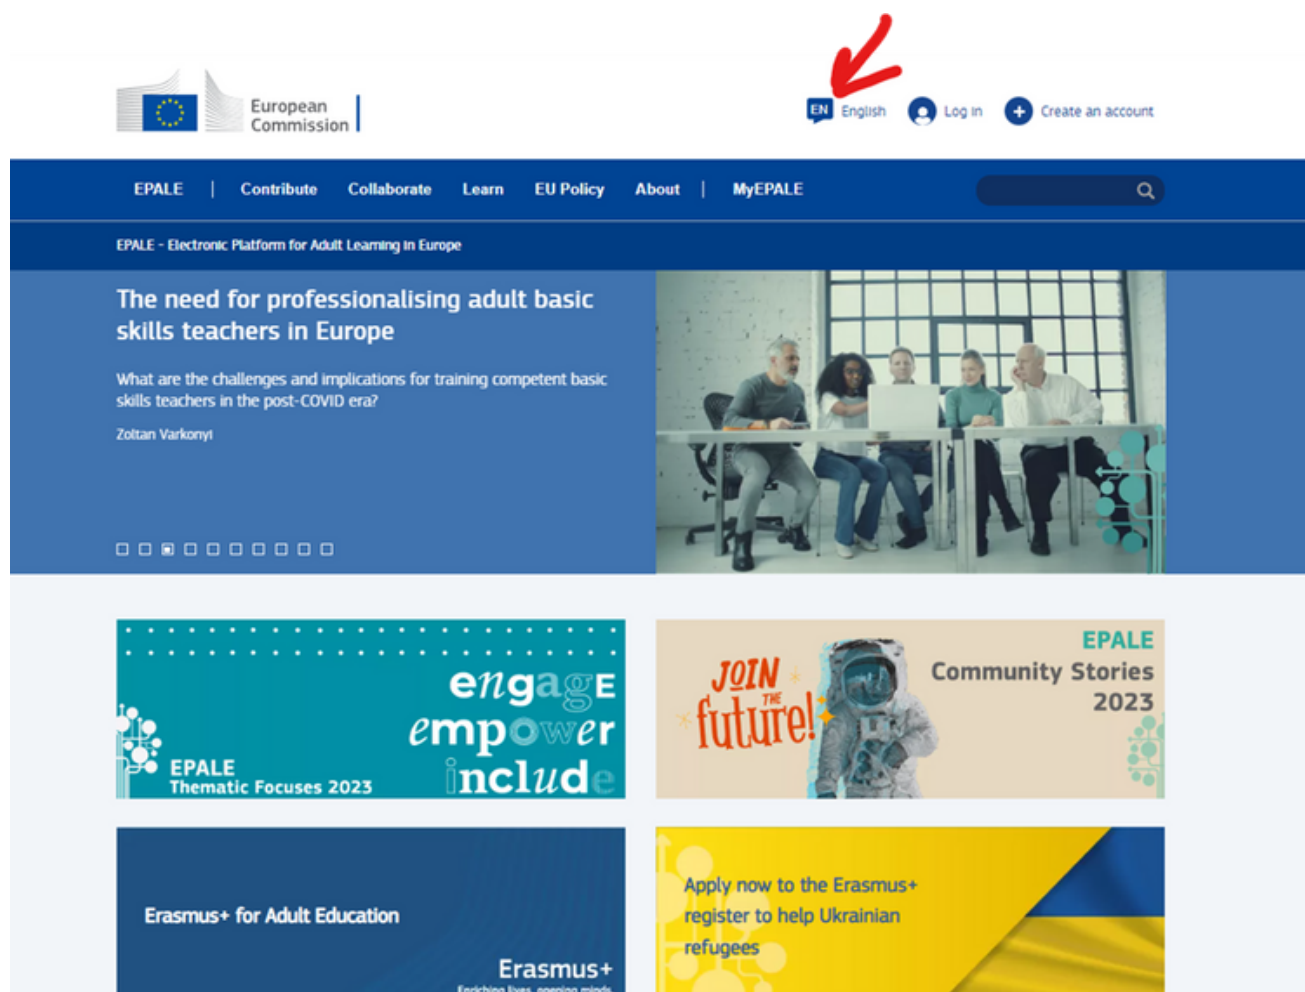 European
Commission
EN English Log in Create an account
EPALE | Contribute Collaborate Learn EU Policy About | MyEPALE
EPALE - Electronic Platform for Adult Learning in Europe
The need for professionalising adult basic
skills teachers in Europe
What are the challenges and implications for training competent basic
skills teachers in the post-COVID era?
Zoltan Varkonyi
engagE
empower
include
EPALE
Thematic Focuses 2023
JOIN
THE
future!
EPALE
Community Stories
2023
Erasmus+ for Adult Education
Erasmus+
Enriching lives, opening minds.
Apply now to the Erasmus+
register to help Ukrainian
refugees